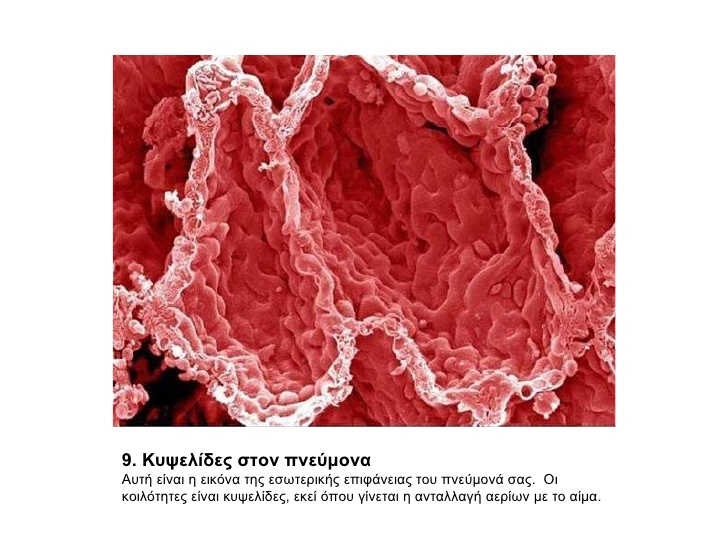 9. Κυψελίδες στον πνεύμονα
Αυτή είναι η εικόνα της εσωτερικής επιφάνειας του πνεύμονά σας.  Οι
κοιλότητες είναι κυψελίδες, εκεί όπου γίνεται η ανταλλαγή αερίων με το αίμα.